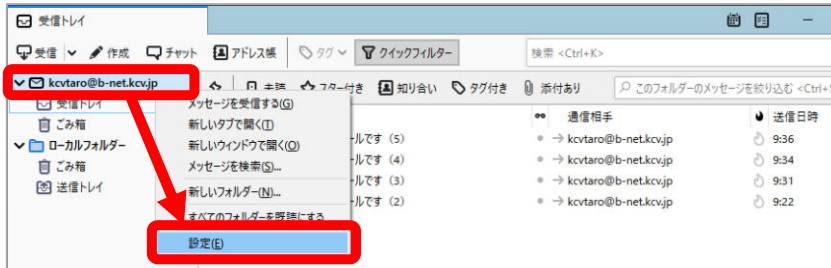 受信トレイ
受信 作成 チャット アドレス帳 タグ クイックフィルター 検索 <Ctrl+K>
kcvtaro@b-net.kcv.jp 未読 スター付き 知り合い タグ付き 添付あり このフォルダーのメッセージを絞り込む <Ctrl+S
受信トレイ メッセージを受信する(G) 通信相手 送信日時
ごみ箱 新しいタブで開く(T) ールです（5） kcvtaro@b-net.kcv.jp 9:36
ローカルフォルダー 新しいウィンドウで開く(O) ールです（4） kcvtaro@b-net.kcv.jp 9:34
ごみ箱 メッセージを検索(S)... ールです（3） kcvtaro@b-net.kcv.jp 9:31
送信トレイ 新しいフォルダー(N)... ールです（2） kcvtaro@b-net.kcv.jp 9:22
すべてのフォルダーを既読にする
設定(E)